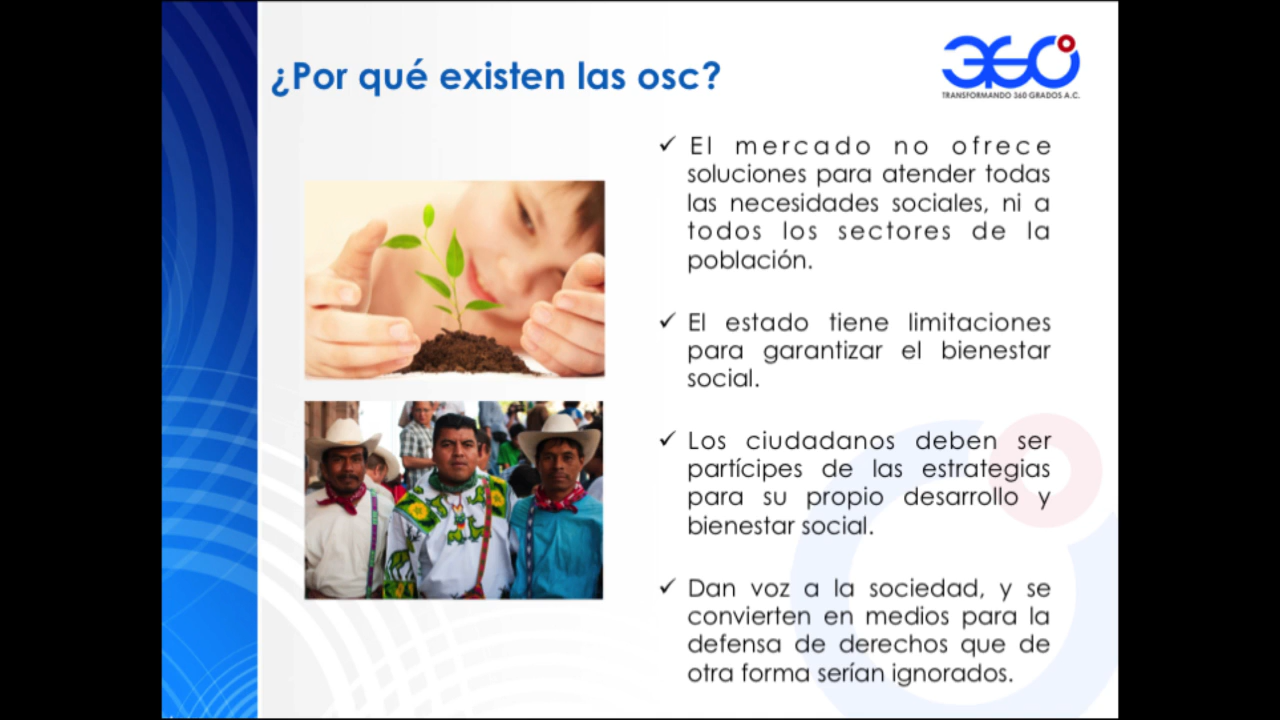 ¿Por qué existen las osc?
360°
TRANSFORMANDO 360 GRADOS A.C.
✓ El mercado no ofrece
soluciones para atender todas
las necesidades sociales, ni a
todos los sectores de la
población.
✓ El estado tiene limitaciones
para garantizar el bienestar
social.
✓ Los ciudadanos deben ser
partícipes de las estrategias
para su propio desarrollo y
bienestar social.
✓ Dan voz a la sociedad, y se
convierten en medios para la
defensa de derechos que de
otra forma serían ignorados.